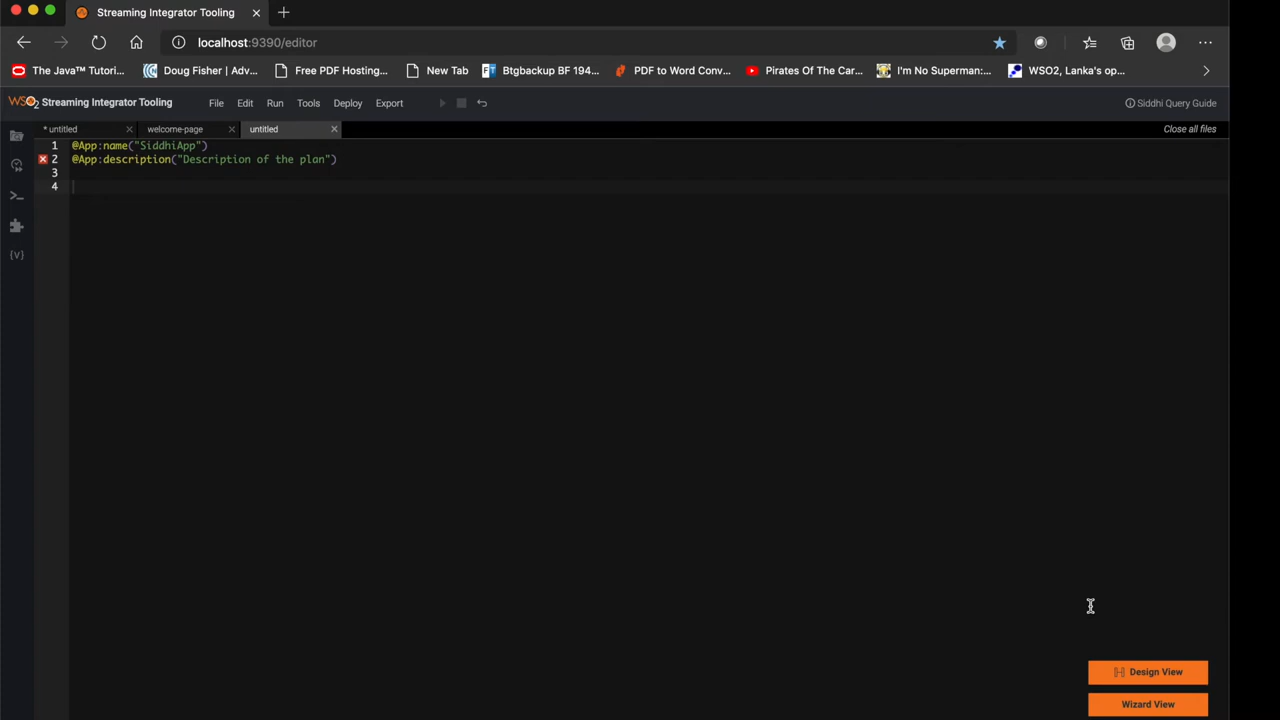 Streaming Integrator Tooling
localhost:9390/editor
The Java™ Tutori... Doug Fisher | Adv... Free PDF Hosting... New Tab FT Btgbackup BF 194... PDF to Word Conv... Pirates Of The Car... I'm No Superman:... WSO2, Lanka's op...
WSO2 Streaming Integrator Tooling File Edit Run Tools Deploy Export Siddhi Query Guide
* untitled welcome-page untitled Close all files
1 @App:name("SiddhiApp")
2 @App:description("Description of the plan")
3
4
>_
{V}
Design View
Wizard View